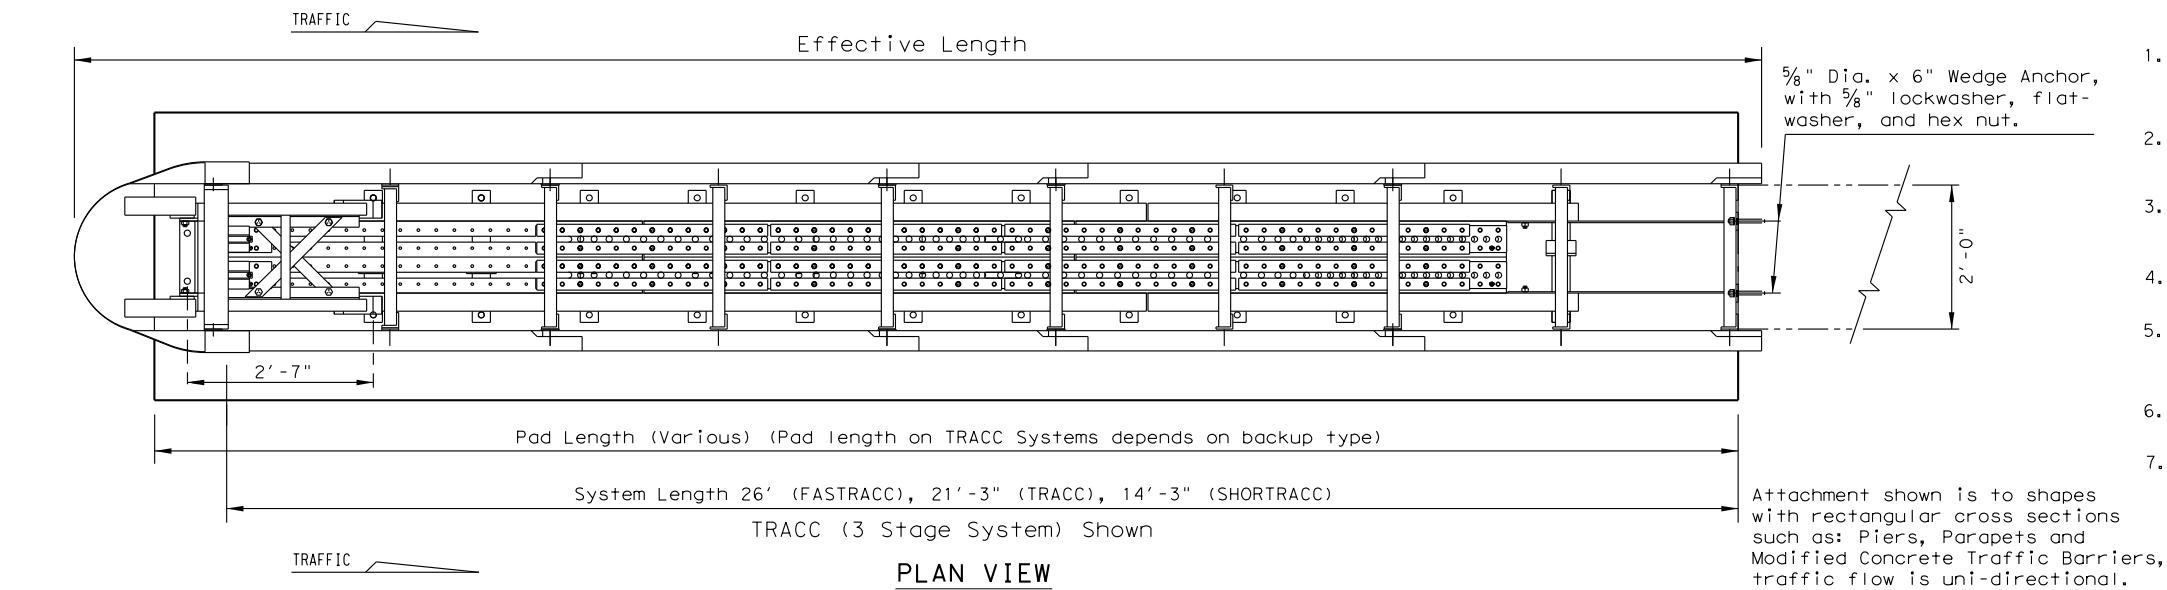 TRAFFIC
Effective Length
1.
⅝" Dia. x 6" Wedge Anchor,
with ⅝" lockwasher, flat-
washer, and hex nut.
2.
3.
2'-0"
4.
5.
2'-7"
6.
Pad Length (Various) (Pad length on TRACC Systems depends on backup type)
7.
System Length 26' (FASTRACC), 21'-3" (TRACC), 14'-3" (SHORTRACC)
TRACC (3 Stage System) Shown
Attachment shown is to shapes
with rectangular cross sections
such as: Piers, Parapets and
Modified Concrete Traffic Barriers,
traffic flow is uni-directional.
TRAFFIC
PLAN VIEW